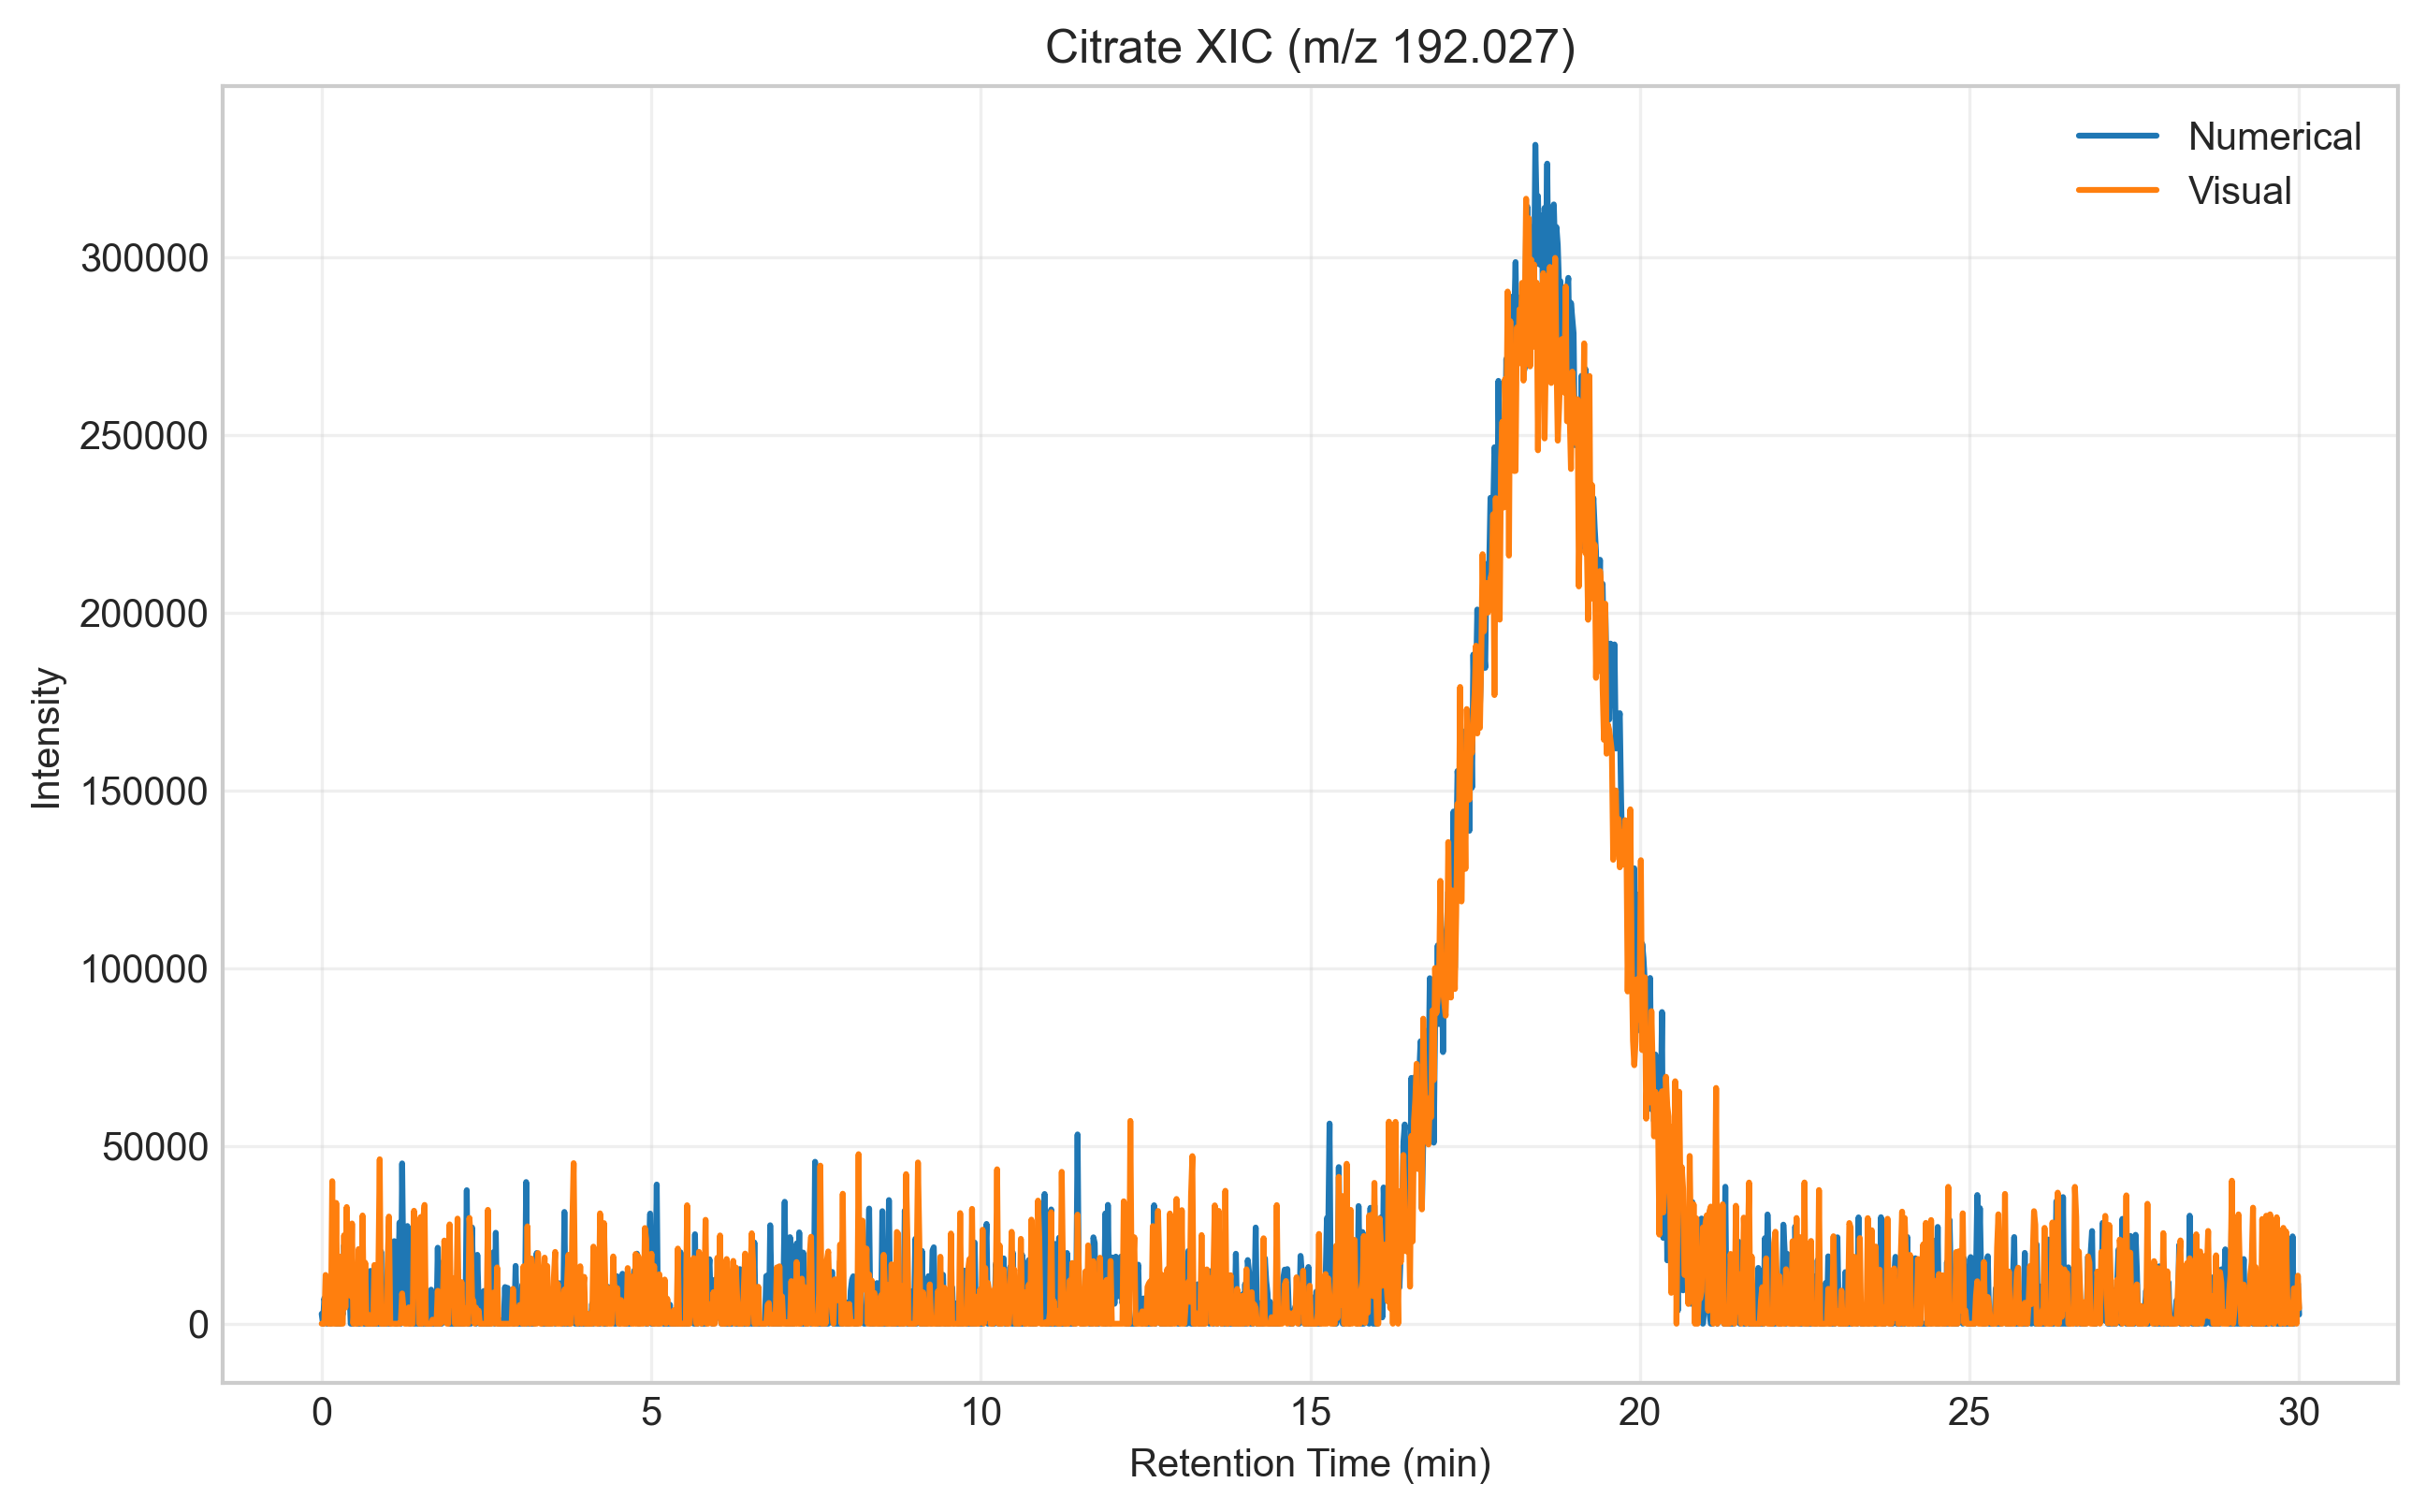 Citrate XIC (m/z 192.027)
Numerical
Visual
300000
250000
200000
150000
100000
50000
0
Intensity
0 5 10 15 20 25 30
Retention Time (min)